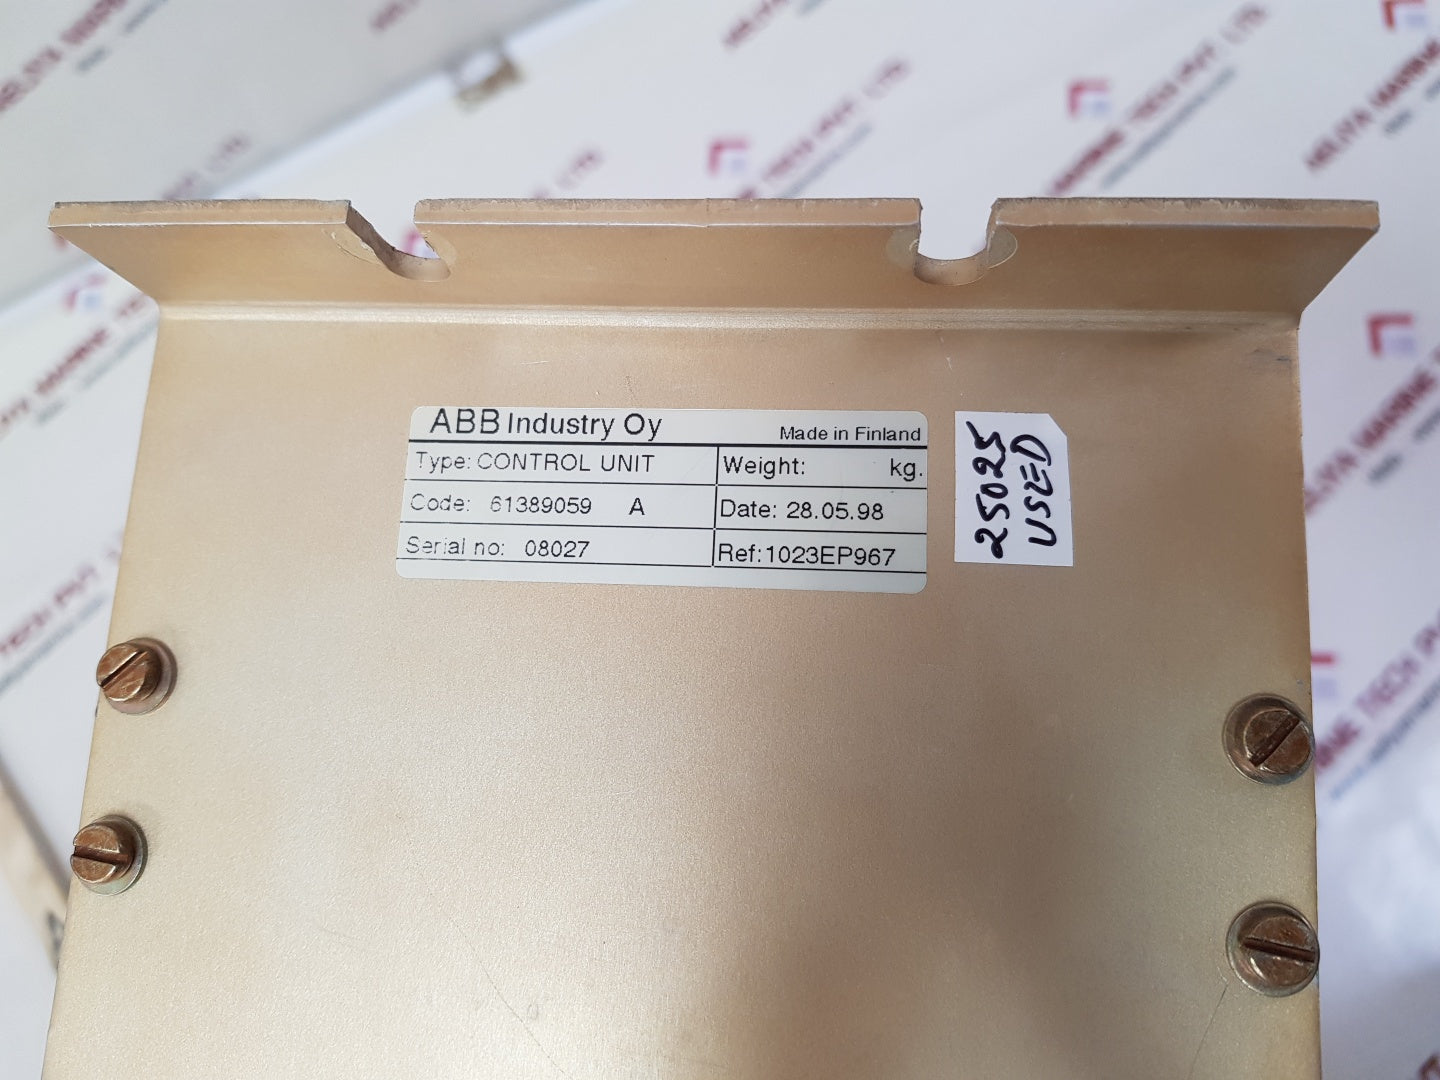 ABB Industry Oy
Made in Finland
Type: CONTROL UNIT
Weight: kg.
Code: 61389059 A
Date: 28.05.98
Serial no: 08027
Ref:1023EP967
25025
USED